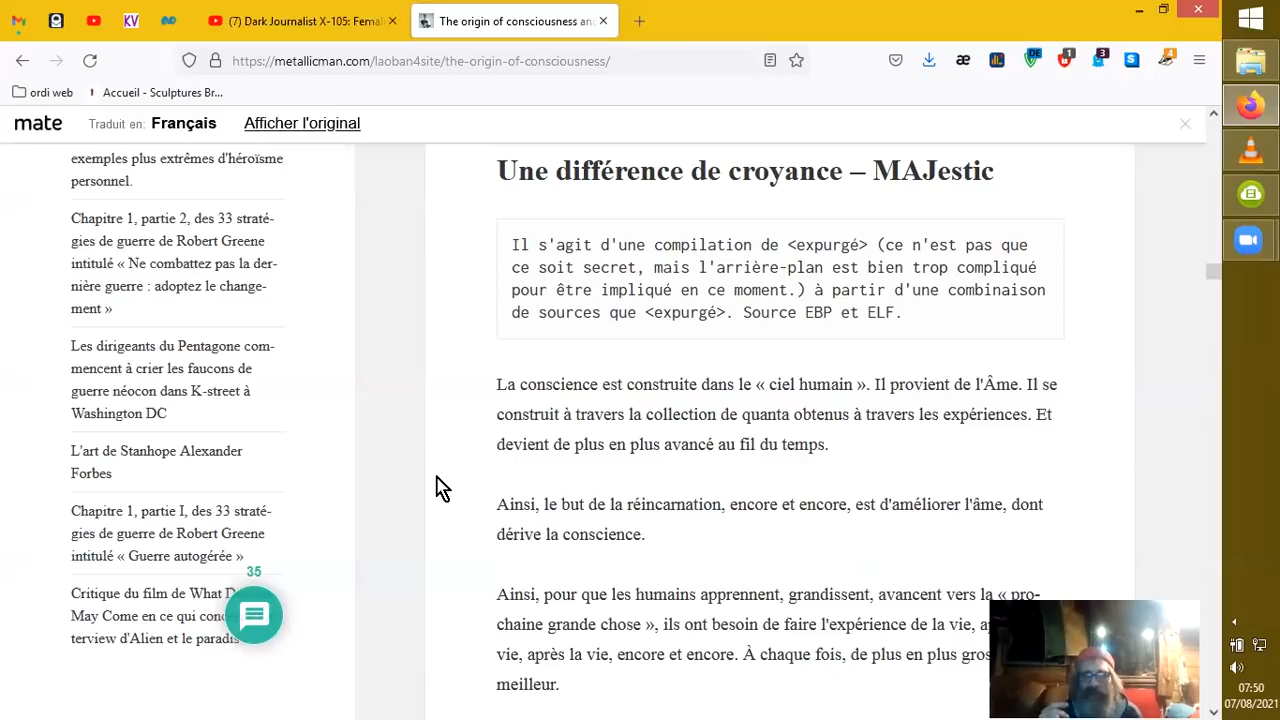 (7) Dark Journalist X-105: Fema
The origin of consciousness and
https://metallicman.com/laoban4site/the-origin-of-consciousness/
ordi web
Accueil - Sculptures Br...
mate
Traduit en: Français
Afficher l'original
exemples plus extrêmes d'héroïsme
personnel.
Chapitre 1, partie 2, des 33 straté-
gies de guerre de Robert Greene
intitulé « Ne combattez pas la der-
nière guerre : adoptez le change-
ment »
Les dirigeants du Pentagone com-
mencent à crier les faucons de
guerre néocon dans K-street à
Washington DC
L'art de Stanhope Alexander
Forbes
Chapitre 1, partie I, des 33 straté-
gies de guerre de Robert Greene
intitulé « Guerre autogérée »
35
Critique du film de What D
May Come en ce qui conc
terview d'Alien et le paradis
Une différence de croyance – MAJestic
Il s'agit d'une compilation de <expurgé> (ce n'est pas que
ce soit secret, mais l'arrière-plan est bien trop compliqué
pour être impliqué en ce moment.) à partir d'une combinaison
de sources que <expurgé>. Source EBP et ELF.
La conscience est construite dans le « ciel humain ». Il provient de l'Âme. Il se
construit à travers la collection de quanta obtenus à travers les expériences. Et
devient de plus en plus avancé au fil du temps.
Ainsi, le but de la réincarnation, encore et encore, est d'améliorer l'âme, dont
dérive la conscience.
Ainsi, pour que les humains apprennent, grandissent, avancent vers la « pro-
chaine grande chose », ils ont besoin de faire l'expérience de la vie, ap
vie, après la vie, encore et encore. À chaque fois, de plus en plus gros
meilleur.
KV
æ
DE
1
3
S
4
07:50
07/08/2021